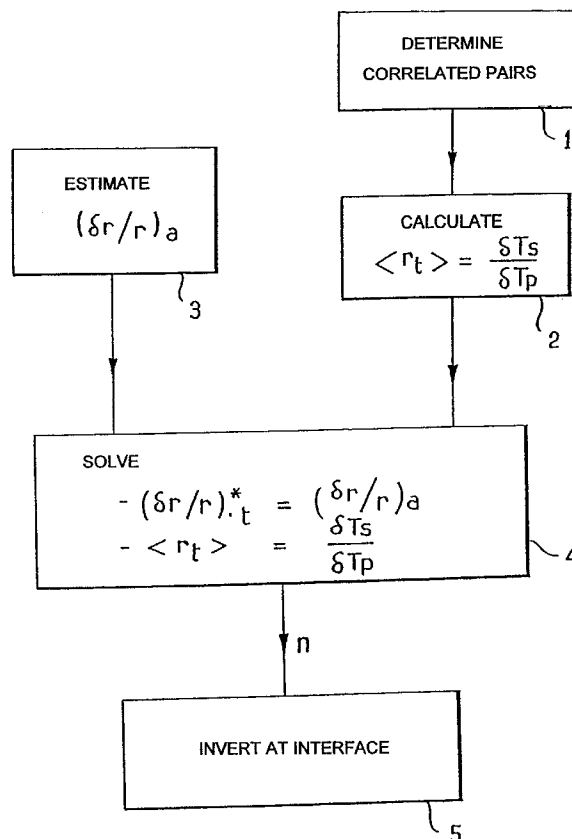 DETERMINE
CORRELATED PAIRS
1
ESTIMATE
(δr/r)a
3
CALCULATE
<rt> = δTs/δTp
2
SOLVE
- (δr/r)*.t = (δr/r)a
- <rt> = δTs/δTp
4
n
INVERT AT INTERFACE
5